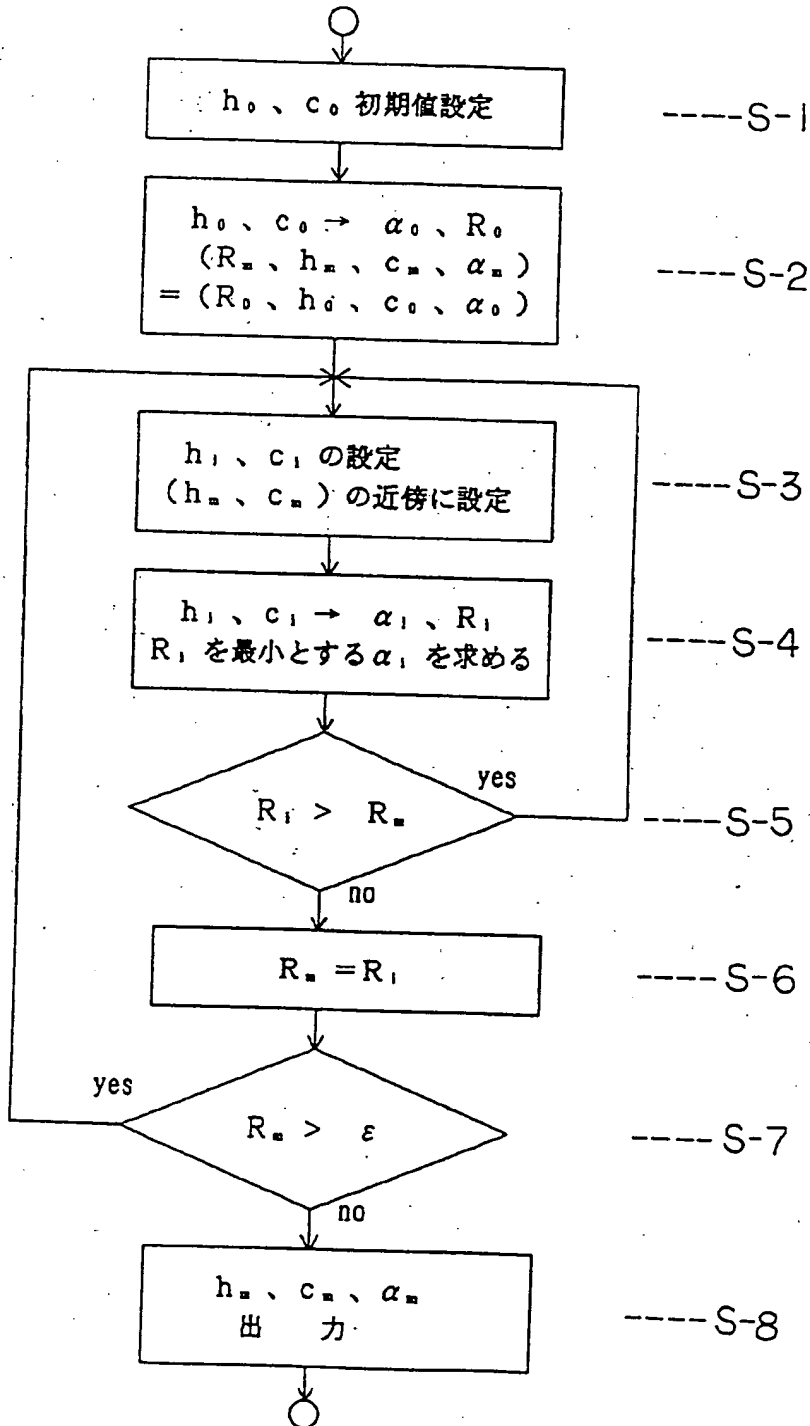 h₀、c₀ 初期値設定
----S-1
h₀、c₀ → α₀、R₀
(Rₘ、hₘ、cₘ、αₘ)
=(R₀、h₀、c₀、α₀)
----S-2
h₁、c₁ の設定
(hₘ、cₘ)の近傍に設定
----S-3
h₁、c₁ → α₁、R₁
R₁ を最小とするα₁ を求める
----S-4
R₁ > Rₘ
yes
----S-5
no
Rₘ =R₁
----S-6
yes
Rₘ > ε
----S-7
no
hₘ、cₘ、αₘ
出 力
----S-8